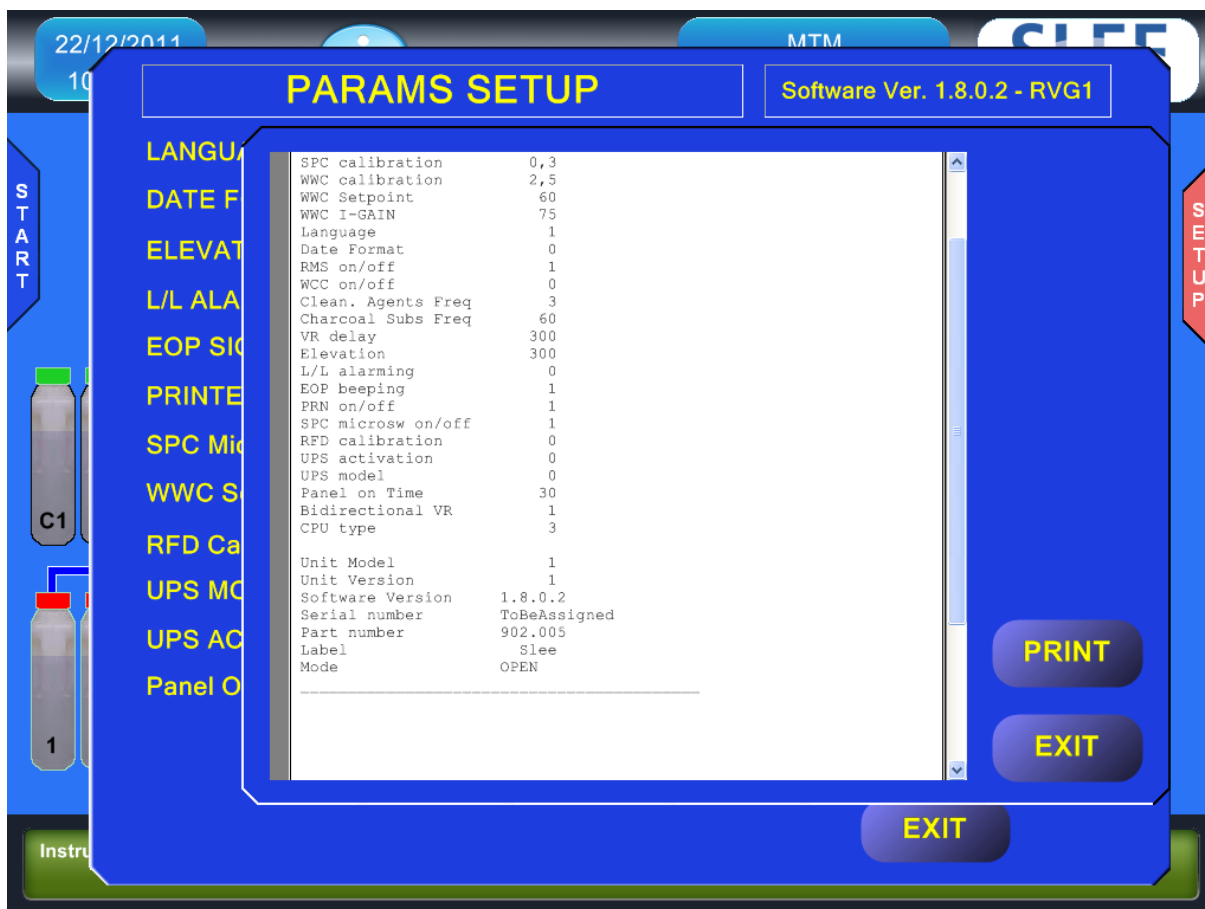 22/12/2011
10
MTM
SLEE
PARAMS SETUP
Software Ver. 1.8.0.2 - RVG1
START
SETUP
LANGUA
DATE F
ELEVAT
L/L ALA
EOP SIG
PRINTE
SPC Mic
WWC Se
RFD Ca
UPS MO
UPS AC
Panel O
SPC calibration 0,3
WWC calibration 2,5
WWC Setpoint 60
WWC I-GAIN 75
Language 1
Date Format 0
RMS on/off 1
WCC on/off 0
Clean. Agents Freq 3
Charcoal Subs Freq 60
VR delay 300
Elevation 300
L/L alarming 0
EOP beeping 1
PRN on/off 1
SPC microsw on/off 1
RFD calibration 0
UPS activation 0
UPS model 0
Panel on Time 30
Bidirectional VR 1
CPU type 3
Unit Model 1
Unit Version 1
Software Version 1.8.0.2
Serial number ToBeAssigned
Part number 902.005
Label Slee
Mode OPEN
C1
1
PRINT
EXIT
EXIT
Instru